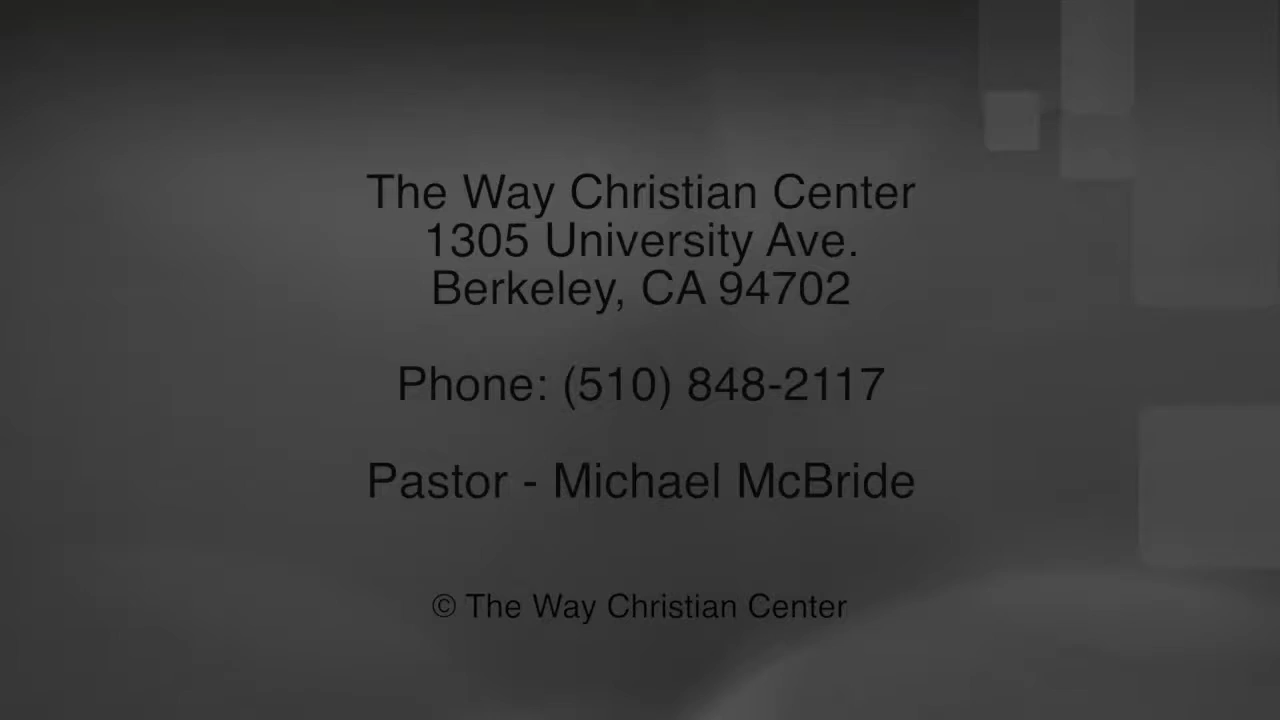 The Way Christian Center
1305 University Ave.
Berkeley, CA 94702
Phone: (510) 848-2117
Pastor - Michael McBride
© The Way Christian Center